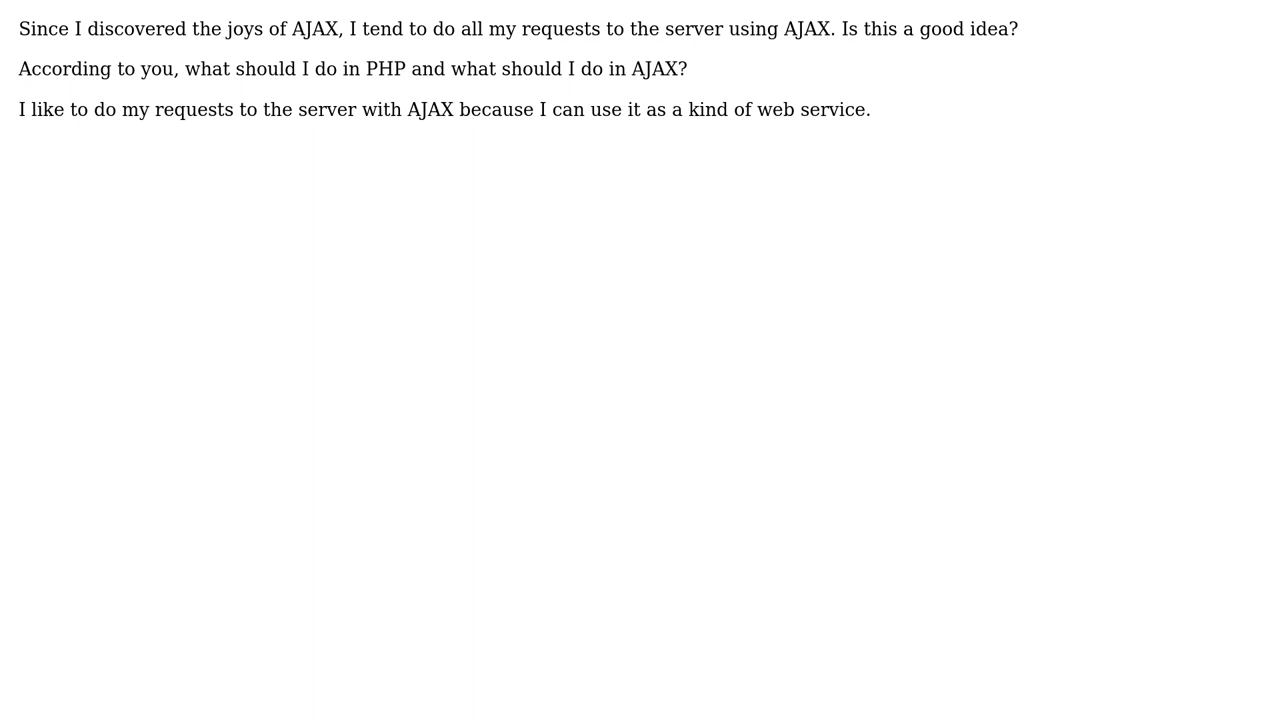 Since I discovered the joys of AJAX, I tend to do all my requests to the server using AJAX. Is this a good idea?
According to you, what should I do in PHP and what should I do in AJAX?
I like to do my requests to the server with AJAX because I can use it as a kind of web service.